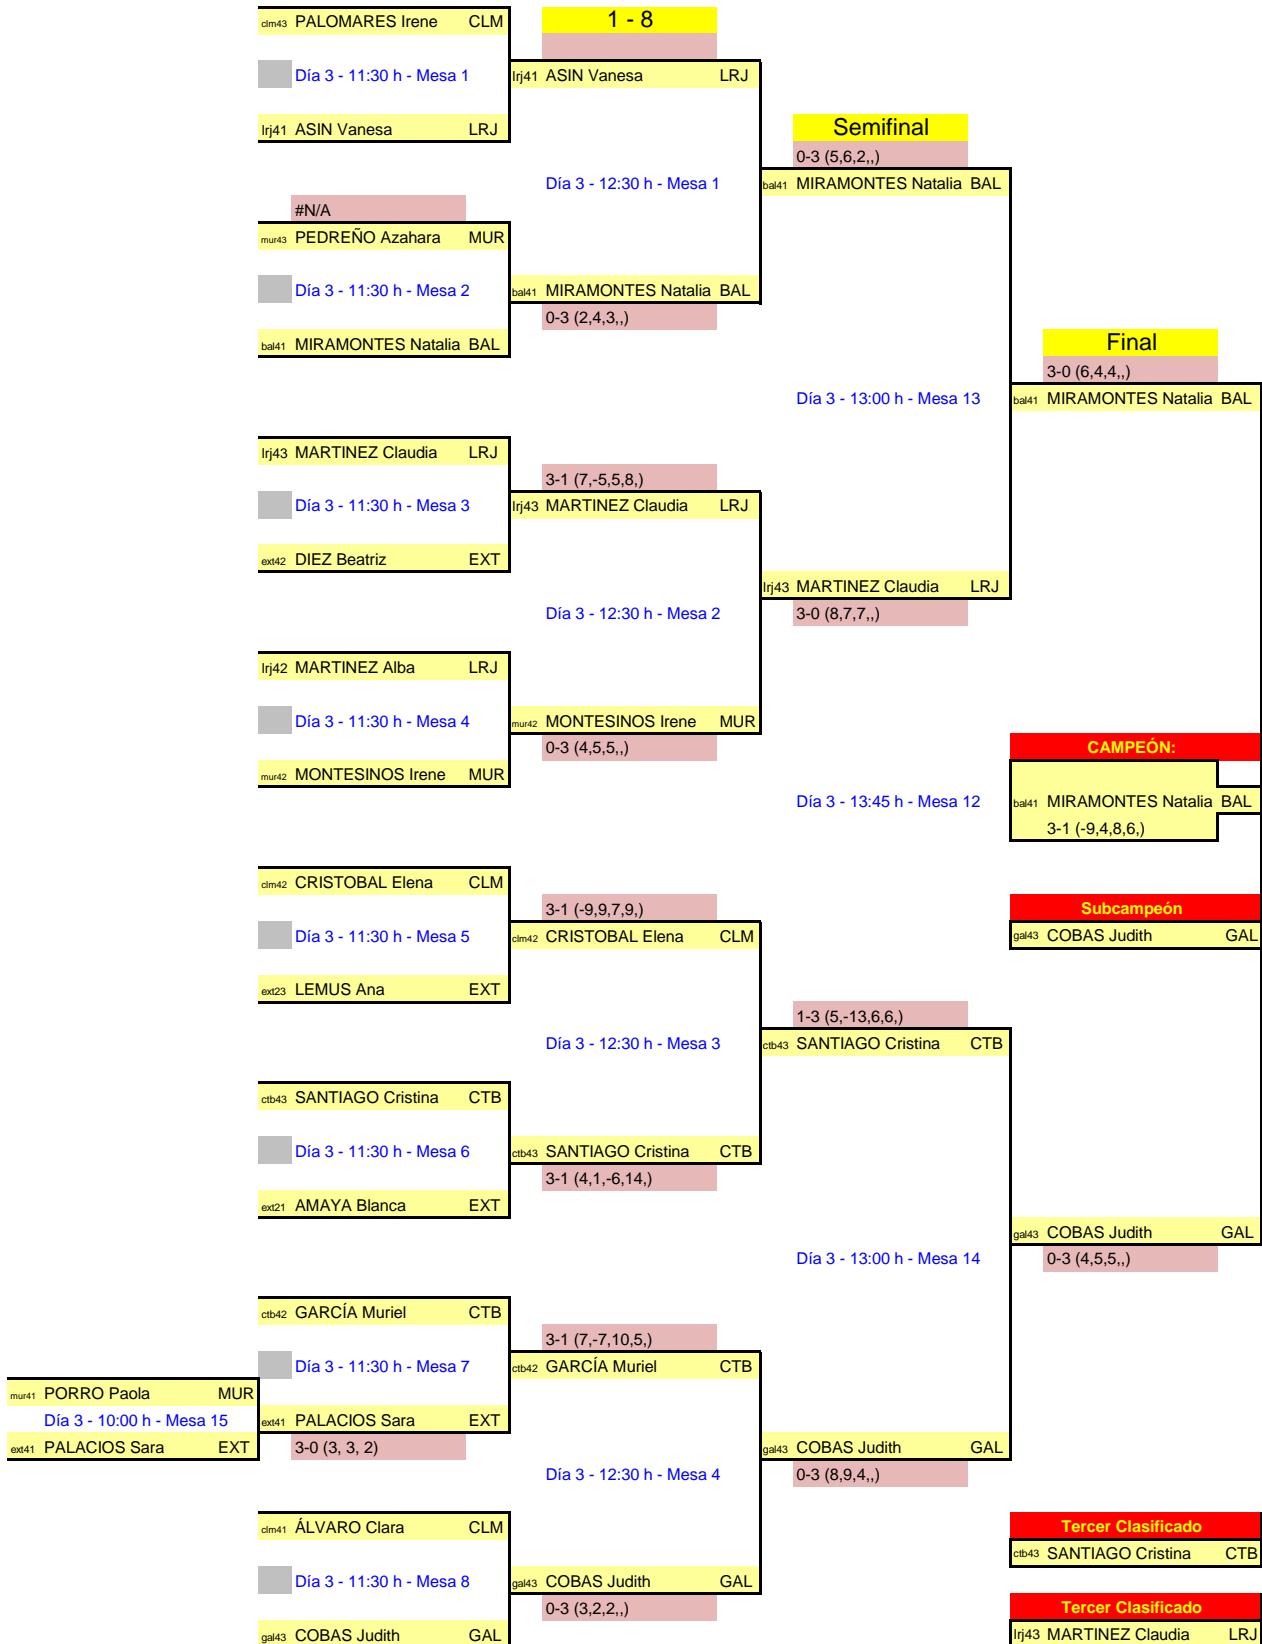 clm43 PALOMARES Irene CLM
1 - 8
Día 3 - 11:30 h - Mesa 1
lrj41 ASIN Vanesa LRJ
lrj41 ASIN Vanesa LRJ
Semifinal
0-3 (5,6,2,,)
Día 3 - 12:30 h - Mesa 1
bal41 MIRAMONTES Natalia BAL
#N/A
mur43 PEDREÑO Azahara MUR
Día 3 - 11:30 h - Mesa 2
bal41 MIRAMONTES Natalia BAL
0-3 (2,4,3,,)
bal41 MIRAMONTES Natalia BAL
Final
3-0 (6,4,4,,)
Día 3 - 13:00 h - Mesa 13
bal41 MIRAMONTES Natalia BAL
lrj43 MARTINEZ Claudia LRJ
3-1 (7,-5,5,8,)
Día 3 - 11:30 h - Mesa 3
lrj43 MARTINEZ Claudia LRJ
ext42 DIEZ Beatriz EXT
lrj43 MARTINEZ Claudia LRJ
Día 3 - 12:30 h - Mesa 2
3-0 (8,7,7,,)
lrj42 MARTINEZ Alba LRJ
Día 3 - 11:30 h - Mesa 4
mur42 MONTESINOS Irene MUR
0-3 (4,5,5,,)
CAMPEÓN:
mur42 MONTESINOS Irene MUR
Día 3 - 13:45 h - Mesa 12
bal41 MIRAMONTES Natalia BAL
3-1 (-9,4,8,6,)
clm42 CRISTOBAL Elena CLM
3-1 (-9,9,7,9,)
Subcampeón
Día 3 - 11:30 h - Mesa 5
clm42 CRISTOBAL Elena CLM
gal43 COBAS Judith GAL
ext23 LEMUS Ana EXT
1-3 (5,-13,6,6,)
Día 3 - 12:30 h - Mesa 3
ctb43 SANTIAGO Cristina CTB
ctb43 SANTIAGO Cristina CTB
Día 3 - 11:30 h - Mesa 6
ctb43 SANTIAGO Cristina CTB
3-1 (4,1,-6,14,)
ext21 AMAYA Blanca EXT
gal43 COBAS Judith GAL
Día 3 - 13:00 h - Mesa 14
0-3 (4,5,5,,)
ctb42 GARCÍA Muriel CTB
3-1 (7,-7,10,5,)
Día 3 - 11:30 h - Mesa 7
ctb42 GARCÍA Muriel CTB
mur41 PORRO Paola MUR
Día 3 - 10:00 h - Mesa 15
ext41 PALACIOS Sara EXT
ext41 PALACIOS Sara EXT
3-0 (3, 3, 2)
gal43 COBAS Judith GAL
Día 3 - 12:30 h - Mesa 4
0-3 (8,9,4,,)
clm41 ÁLVARO Clara CLM
Tercer Clasificado
ctb43 SANTIAGO Cristina CTB
Día 3 - 11:30 h - Mesa 8
gal43 COBAS Judith GAL
0-3 (3,2,2,,)
Tercer Clasificado
gal43 COBAS Judith GAL
lrj43 MARTINEZ Claudia LRJ